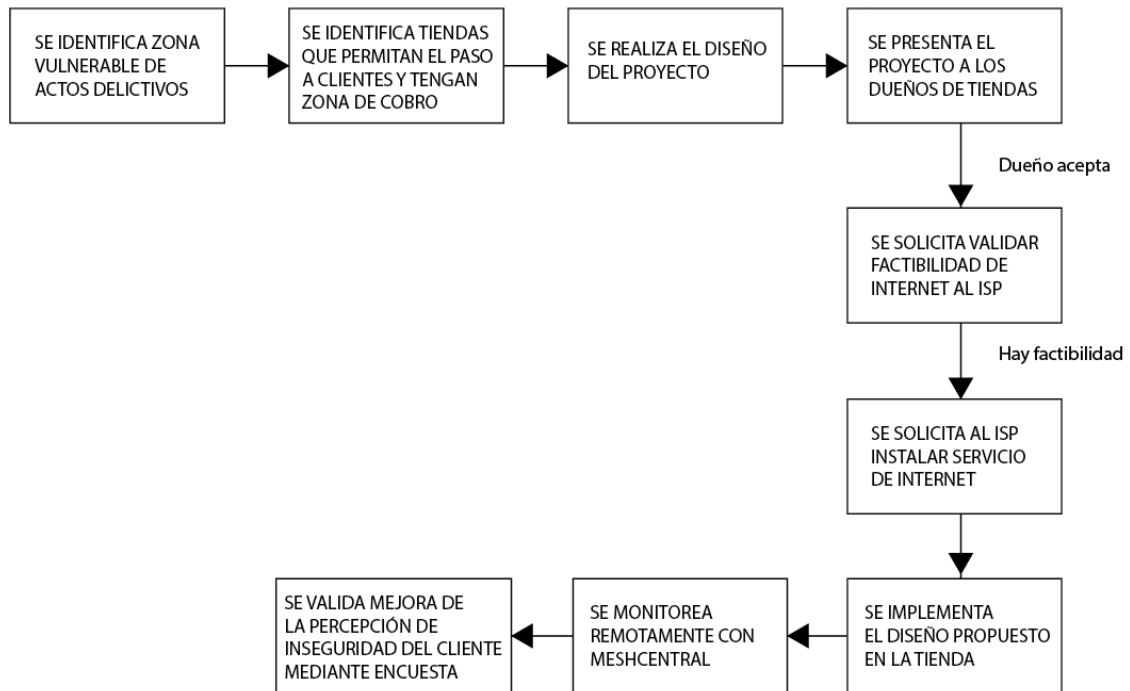 SE IDENTIFICA ZONA
VULNERABLE DE
ACTOS DELICTIVOS
SE IDENTIFICA TIENDAS
QUE PERMITAN EL PASO
A CLIENTES Y TENGAN
ZONA DE COBRO
SE REALIZA EL DISEÑO
DEL PROYECTO
SE PRESENTA EL
PROYECTO A LOS
DUEÑOS DE TIENDAS
Dueño acepta
SE SOLICITA VALIDAR
FACTIBILIDAD DE
INTERNET AL ISP
Hay factibilidad
SE SOLICITA AL ISP
INSTALAR SERVICIO
DE INTERNET
SE IMPLEMENTA
EL DISEÑO PROPUESTO
EN LA TIENDA
SE MONITOREA
REMOTAMENTE CON
MESHCENTRAL
SE VALIDA MEJORA DE
LA PERCEPCIÓN DE
INSEGURIDAD DEL CLIENTE
MEDIANTE ENCUESTA